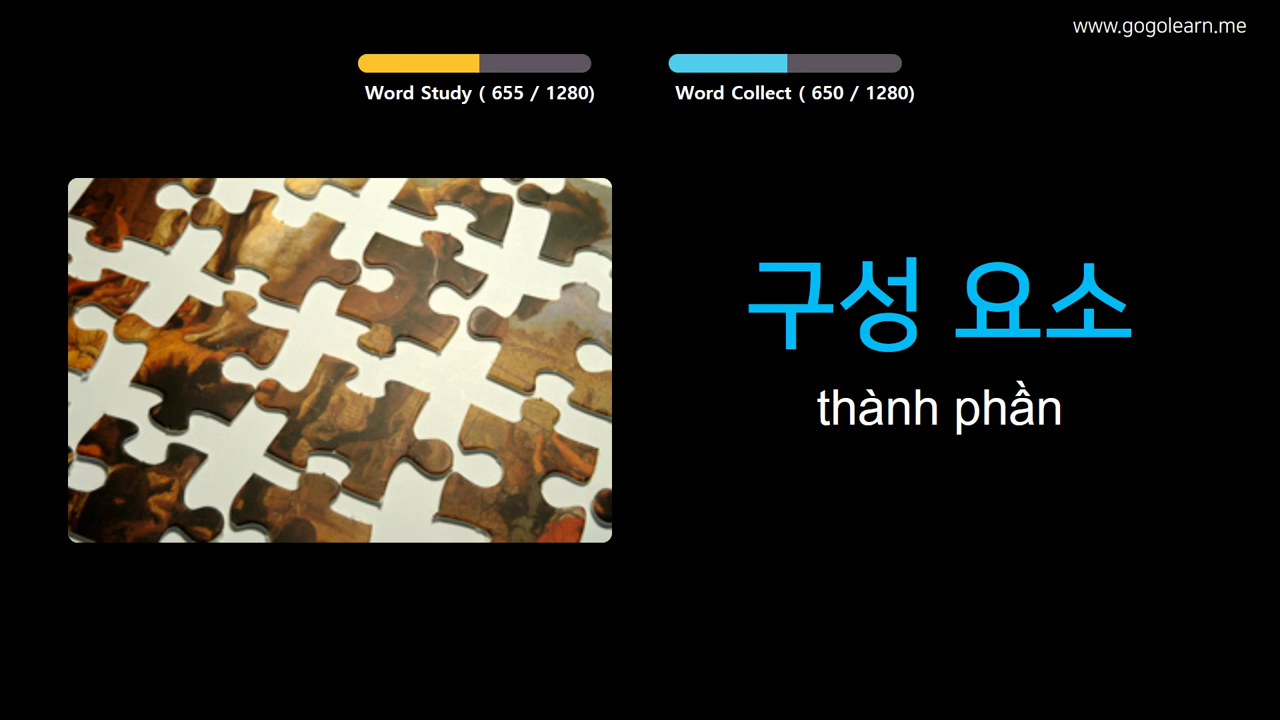 www.gogolearn.me
Word Study ( 655 / 1280)
Word Collect ( 650 / 1280)
구성 요소
thành phần